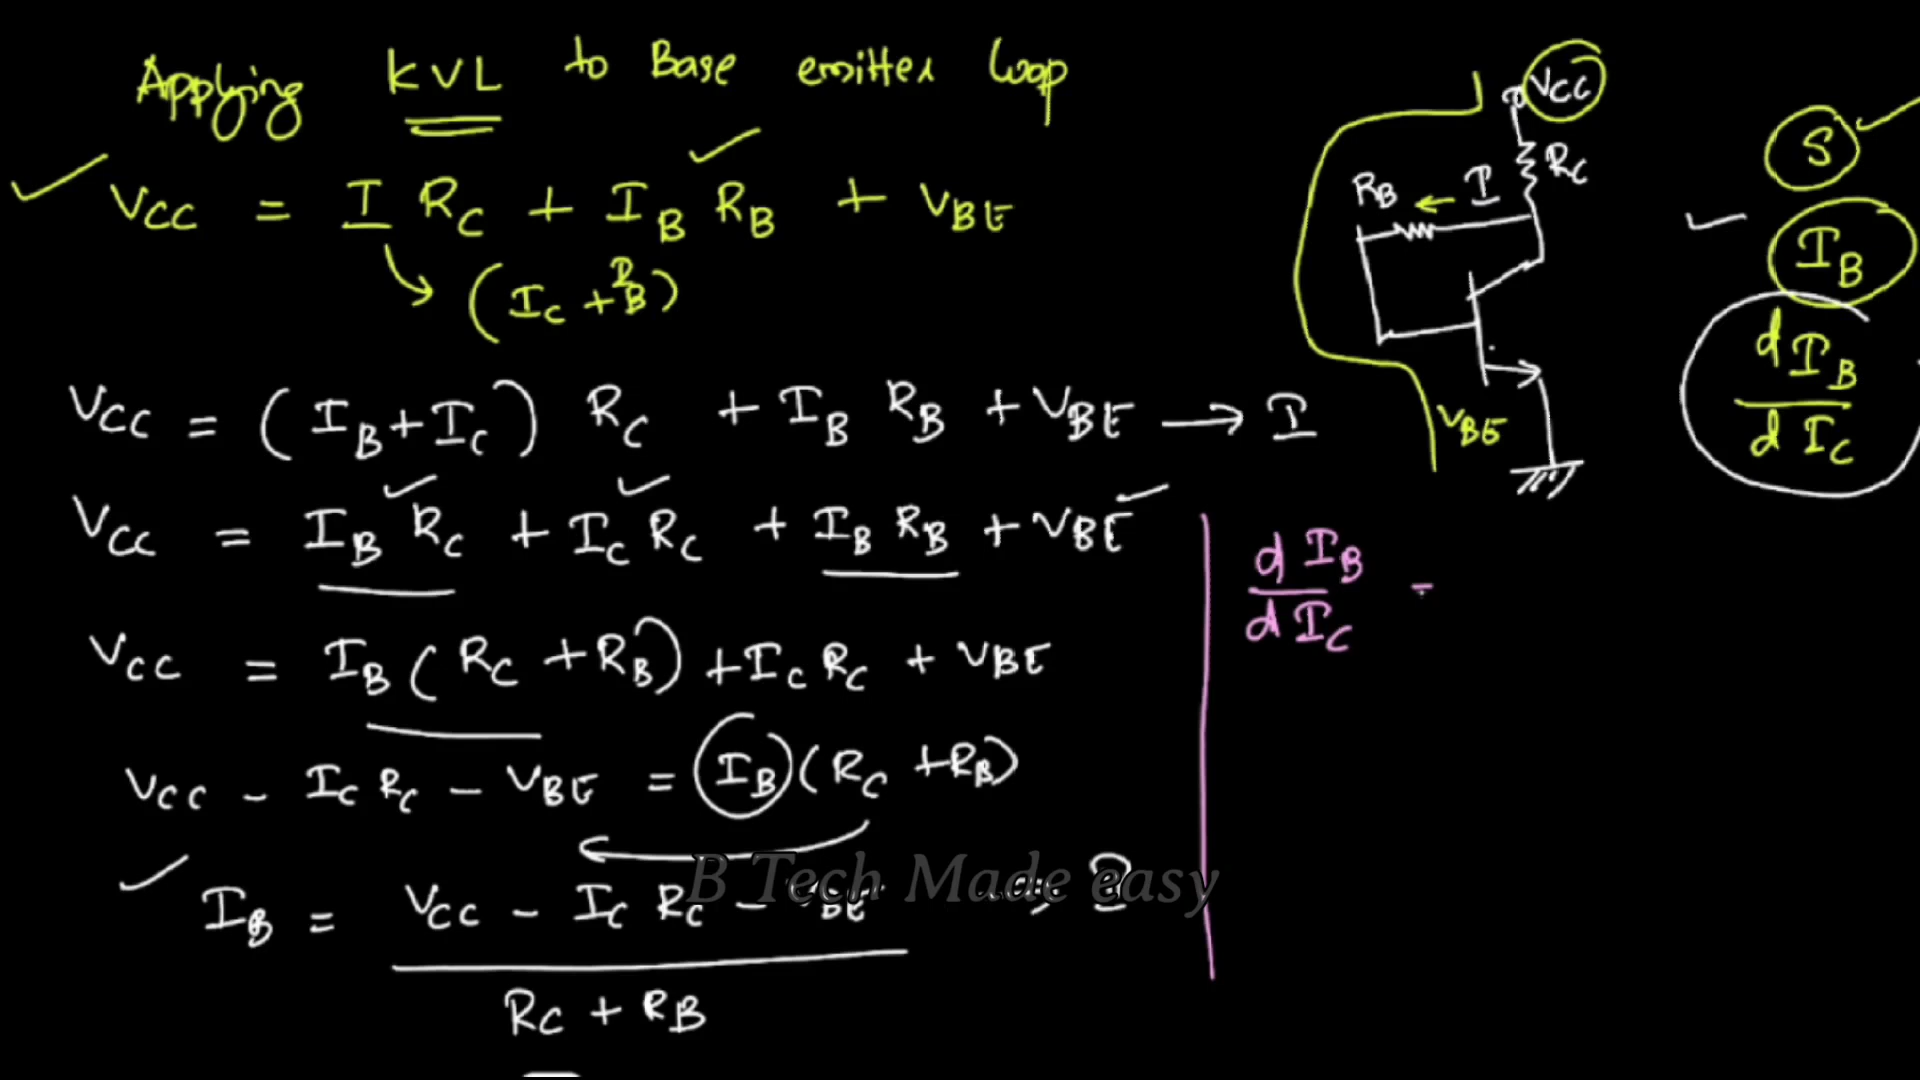 Applying KVL to Base emitter loop
VCC = I RC + IB RB + VBE
(IC + IB)
VCC = (IB + IC) RC + IB RB + VBE → I
VCC = IB RC + IC RC + IB RB + VBE
VCC = IB (RC + RB) + IC RC + VBE
VCC - IC RC - VBE = IB (RC + RB)
IB = VCC - IC RC - VBE → 2
RC + RB
B Tech Made easy
VCC
RC
RB ← I
VBE
S
IB
dIB
dIC
dIB
dIC =